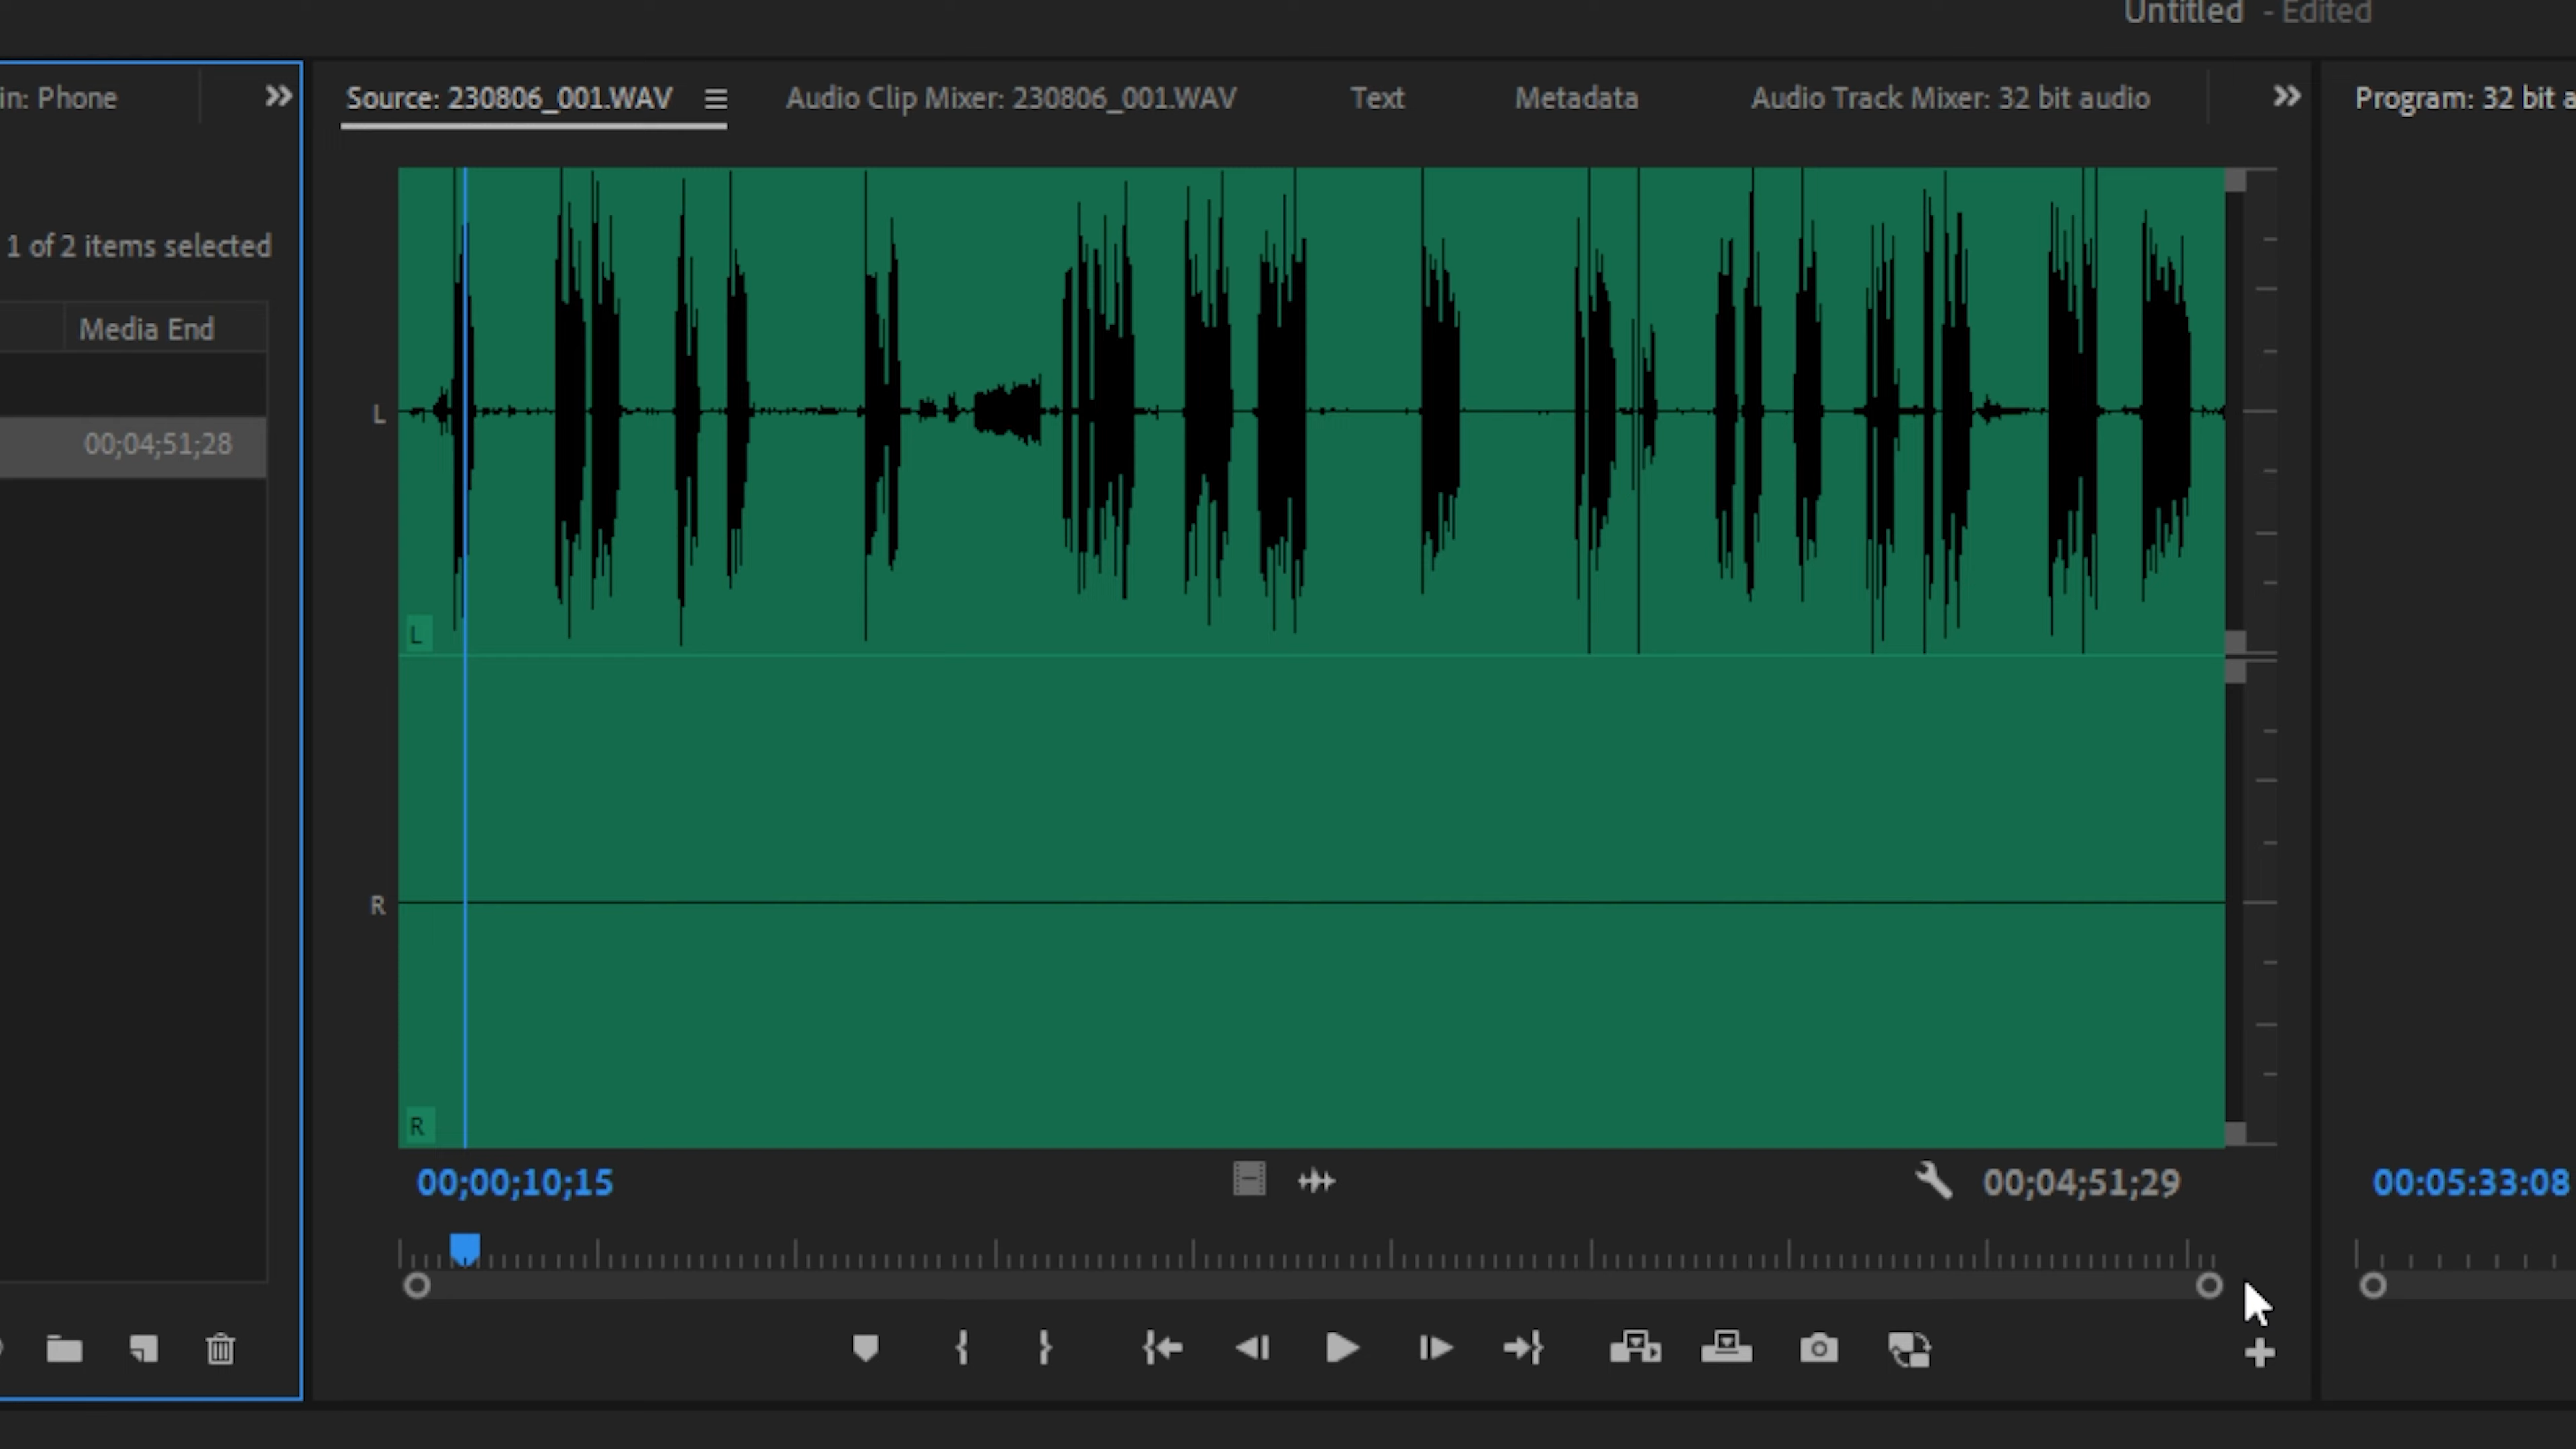 Untitled - Edited
in: Phone
Source: 230806_001.WAV
Audio Clip Mixer: 230806_001.WAV
Text
Metadata
Audio Track Mixer: 32 bit audio
Program: 32 bit a
1 of 2 items selected
Media End
00;04;51;28
L
L
R
R
00;00;10;15
00;04;51;29
00:05:33:08